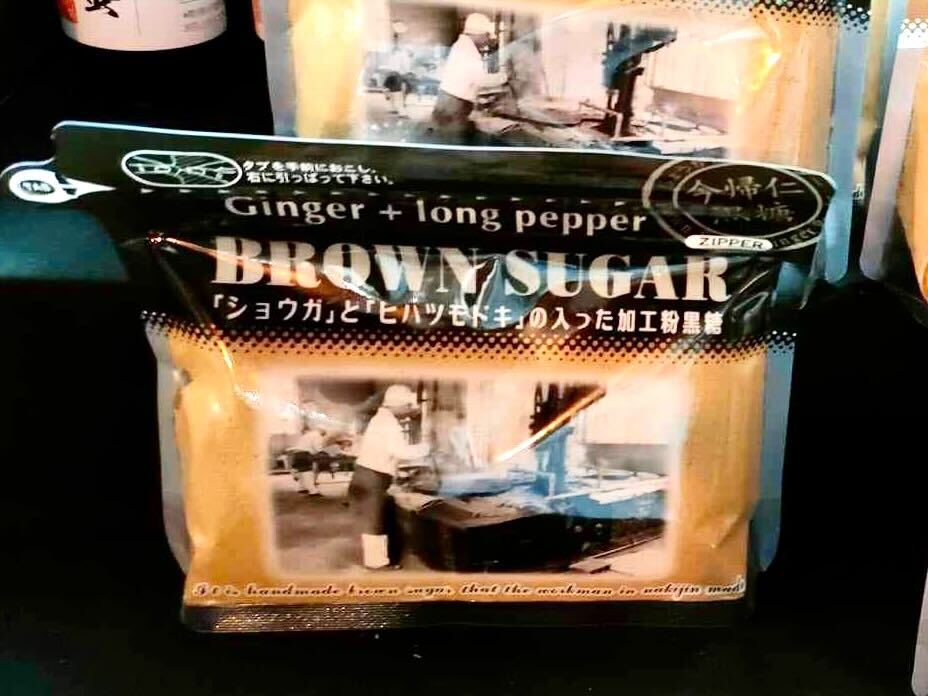 タブを手前におこし、
右に引っぱって下さい。
今帰仁
黒糖
ZIPPER
Ginger + long pepper
BROWN SUGAR
「ショウガ」と「ヒハツモドキ」の入った加工粉黒糖
It is handmade brown sugar that the workman in nakijin made